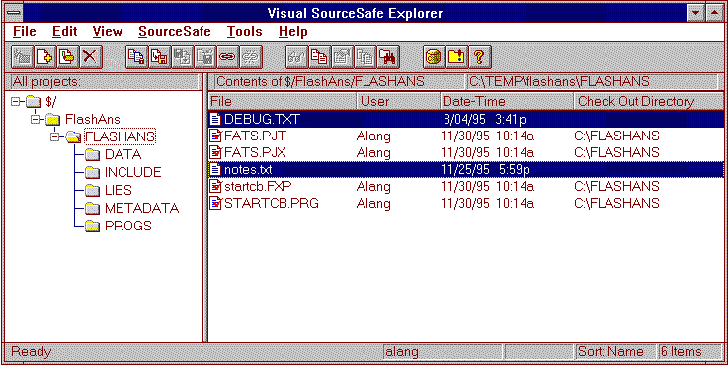 Visual SourceSafe Explorer
File Edit View SourceSafe Tools Help
All projects: Contents of $/FlashAns/FLASHANS C:\TEMP\flashans\FLASHANS
File User Date-Time Check Out Directory
$/
FlashAns
FLASHANS
DATA
INCLUDE
LIES
METADATA
PROGS
DEBUG.TXT 3/04/95 3:41p
FATS.PJT Alang 11/30/95 10:14a C:\FLASHANS
FATS.PJX Alang 11/30/95 10:14a C:\FLASHANS
notes.txt 11/25/95 5:59p
startcb.FXP Alang 11/30/95 10:14a C:\FLASHANS
STARTCB.PRG Alang 11/30/95 10:14a C:\FLASHANS
Ready alang Sort: Name 6 Items